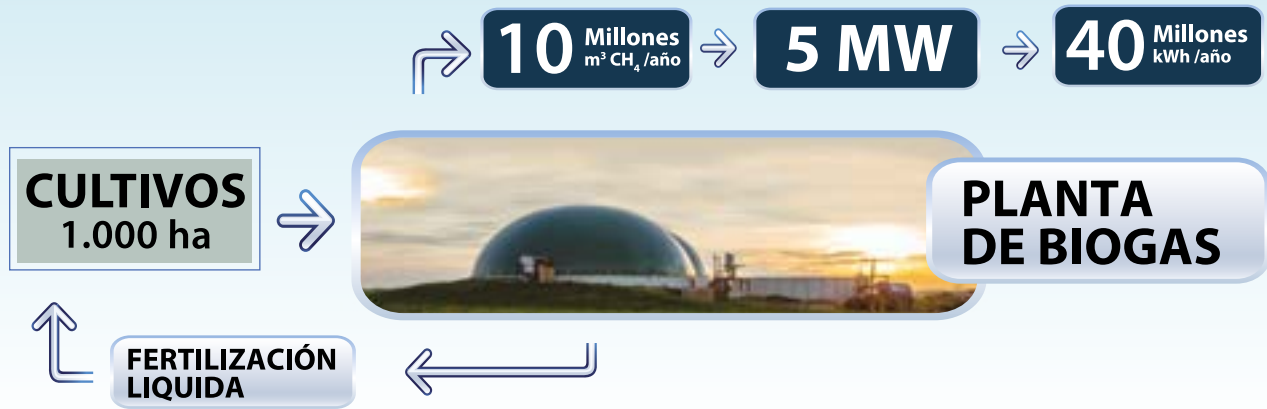 10 Millones
m³ CH₄ /año
5 MW
40 Millones
kWh /año
CULTIVOS
1.000 ha
PLANTA
DE BIOGAS
FERTILIZACIÓN
LIQUIDA